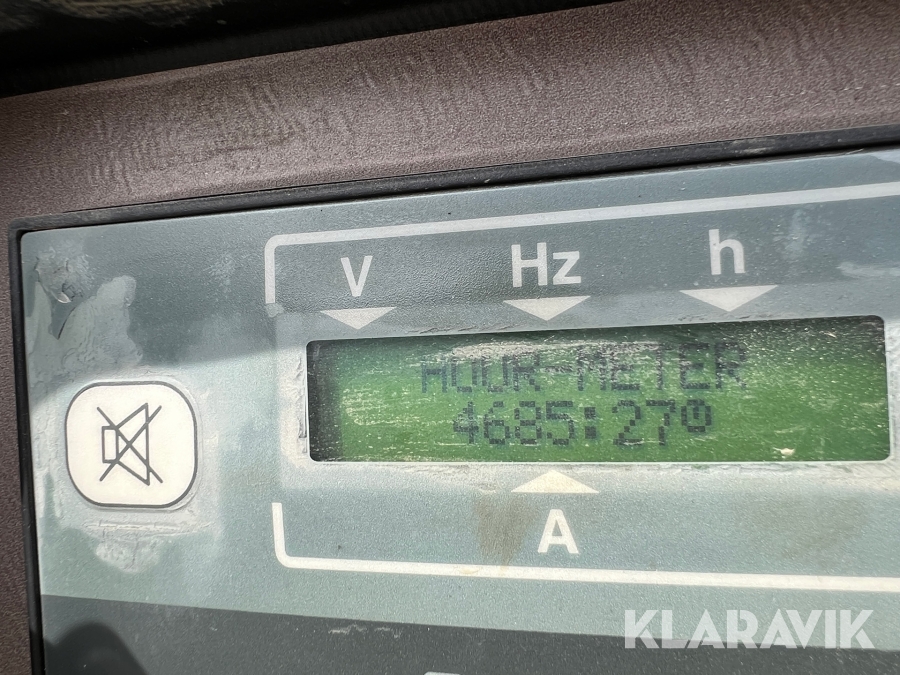 V Hz h
HOUR-METER
4685:27
A
KLARAVIK